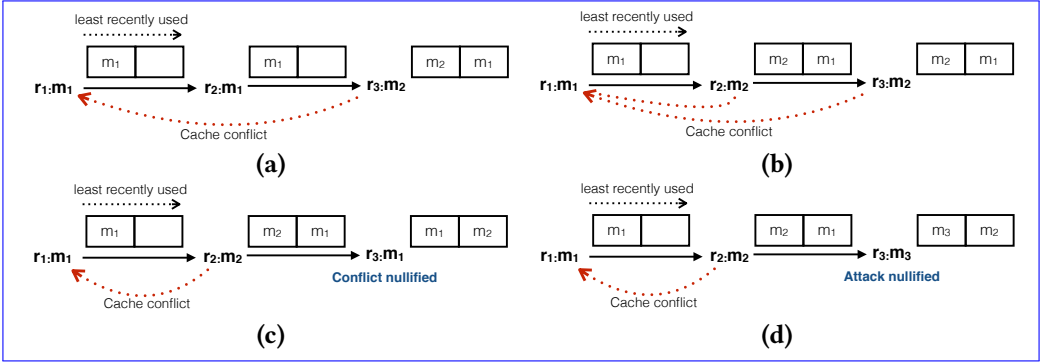 least recently used
m₁
m₁
m₂ m₁
r₁:m₁ r₂:m₁ r₃:m₂
Cache conflict
(a)
least recently used
m₁
m₂ m₁
m₂ m₁
r₁:m₁ r₂:m₂ r₃:m₂
Cache conflict
(b)
least recently used
m₁
m₂ m₁
m₁ m₂
r₁:m₁ r₂:m₂ r₃:m₁
Conflict nullified
Cache conflict
(c)
least recently used
m₁
m₂ m₁
m₃ m₂
r₁:m₁ r₂:m₂ r₃:m₃
Attack nullified
Cache conflict
(d)